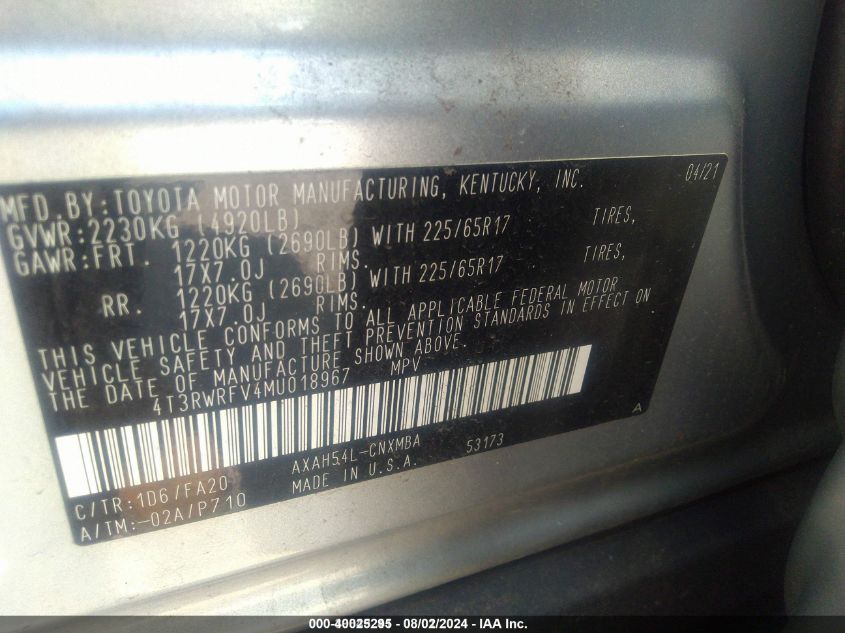 MFD.BY:TOYOTA MOTOR MANUFACTURING, KENTUCKY, INC. 04/21
GVWR:2230KG (4920LB)
GAWR:FRT. 1220KG (2690LB) WITH 225/65R17 TIRES,
17X7.0J RIMS.
RR. 1220KG (2690LB) WITH 225/65R17 TIRES,
17X7.0J RIMS.
THIS VEHICLE CONFORMS TO ALL APPLICABLE FEDERAL MOTOR
VEHICLE SAFETY AND THEFT PREVENTION STANDARDS IN EFFECT ON
THE DATE OF MANUFACTURE SHOWN ABOVE.
4T3RWRFV4MU018967 MPV
C/TR:1D6/FA20 AXAH54L-CNXMBA 53173 A
A/TM:-02A/P710 MADE IN U.S.A.
AXA-40025295 - 08/02/2024 - IAA Inc.